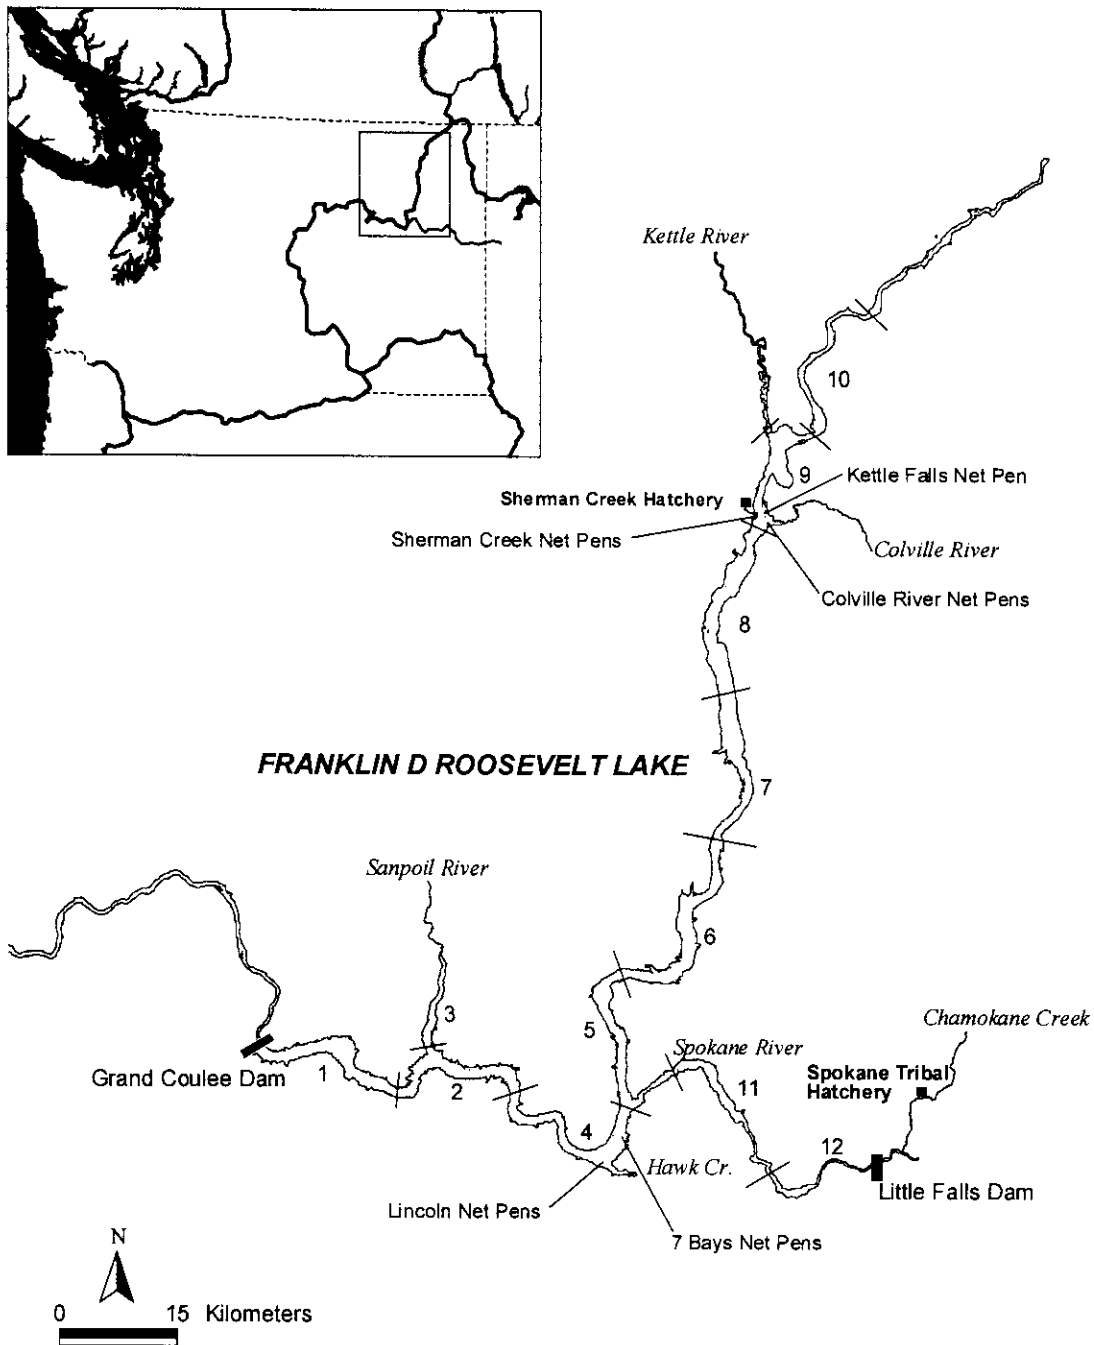 Kettle River
10
9
Kettle Falls Net Pen
Sherman Creek Hatchery
Sherman Creek Net Pens
Colville River
Colville River Net Pens
8
FRANKLIN D ROOSEVELT LAKE
7
Sanpoil River
6
3
5
Chamokane Creek
Spokane River
Grand Coulee Dam
1
2
11
Spokane Tribal
Hatchery
4
12
Hawk Cr.
Little Falls Dam
Lincoln Net Pens
7 Bays Net Pens
N
0 15 Kilometers